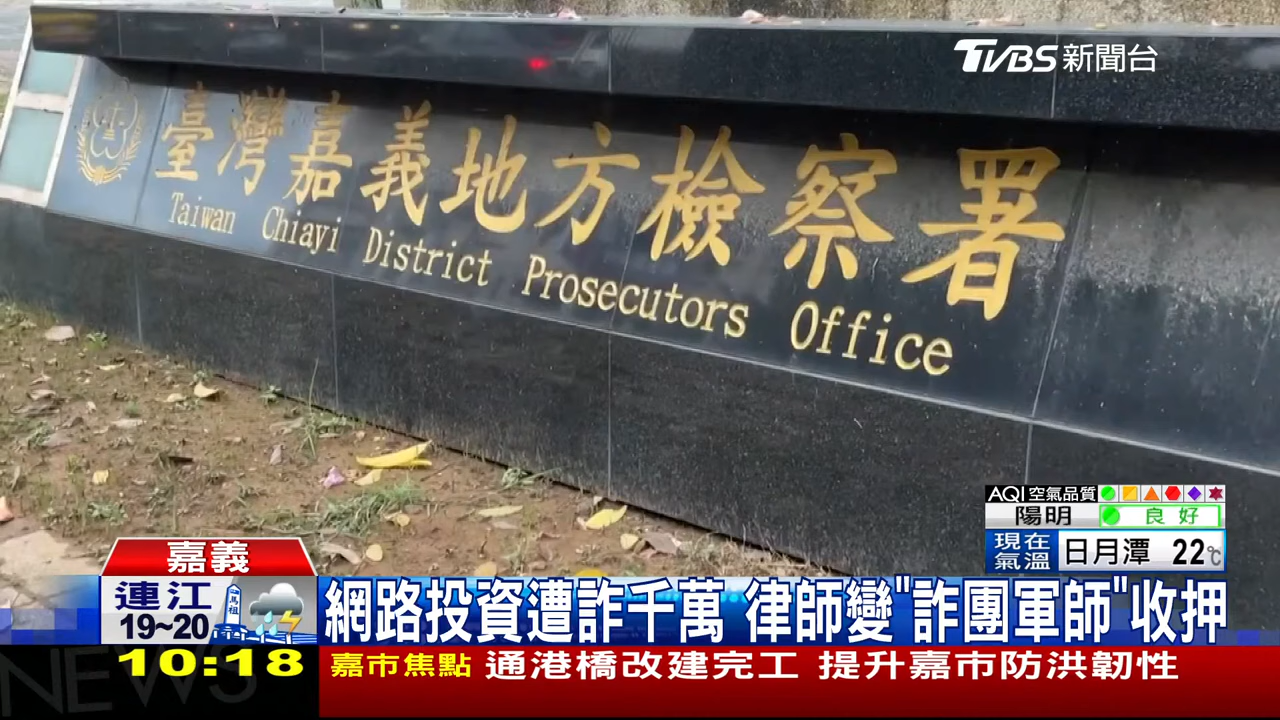 TVBS新聞台
臺灣嘉義地方檢察署
Taiwan Chiayi District Prosecutors Office
AQI空氣品質
陽明 良好
現在氣溫 日月潭 22℃
嘉義
連江
19~20
網路投資遭詐千萬 律師變"詐團軍師"收押
10:18
嘉市焦點 通港橋改建完工 提升嘉市防洪韌性
NEWS